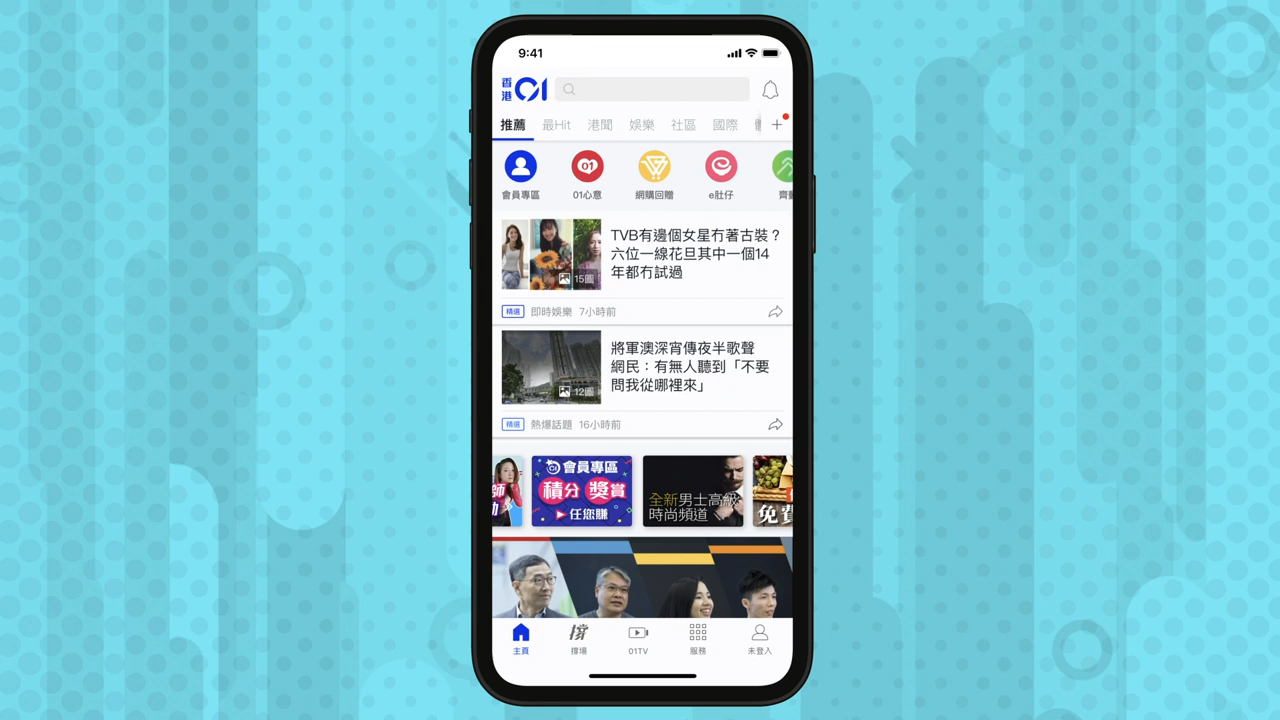 9:41
香港01
推薦 最Hit 港聞 娛樂 社區 國際
會員專區 01心意 網購回贈 e肚仔
01
TVB有邊個女星冇著古裝？
六位一線花旦其中一個14
年都冇試過
15圖
精選 即時娛樂 7小時前
將軍澳深宵傳夜半歌聲
網民：有無人聽到「不要
問我從哪裡來」
12圖
精選 熱爆話題 16小時前
01 會員專區
積分 獎賞
任您賺
全新男士高級
時尚頻道
免費
主頁 撐場 01TV 服務 未登入